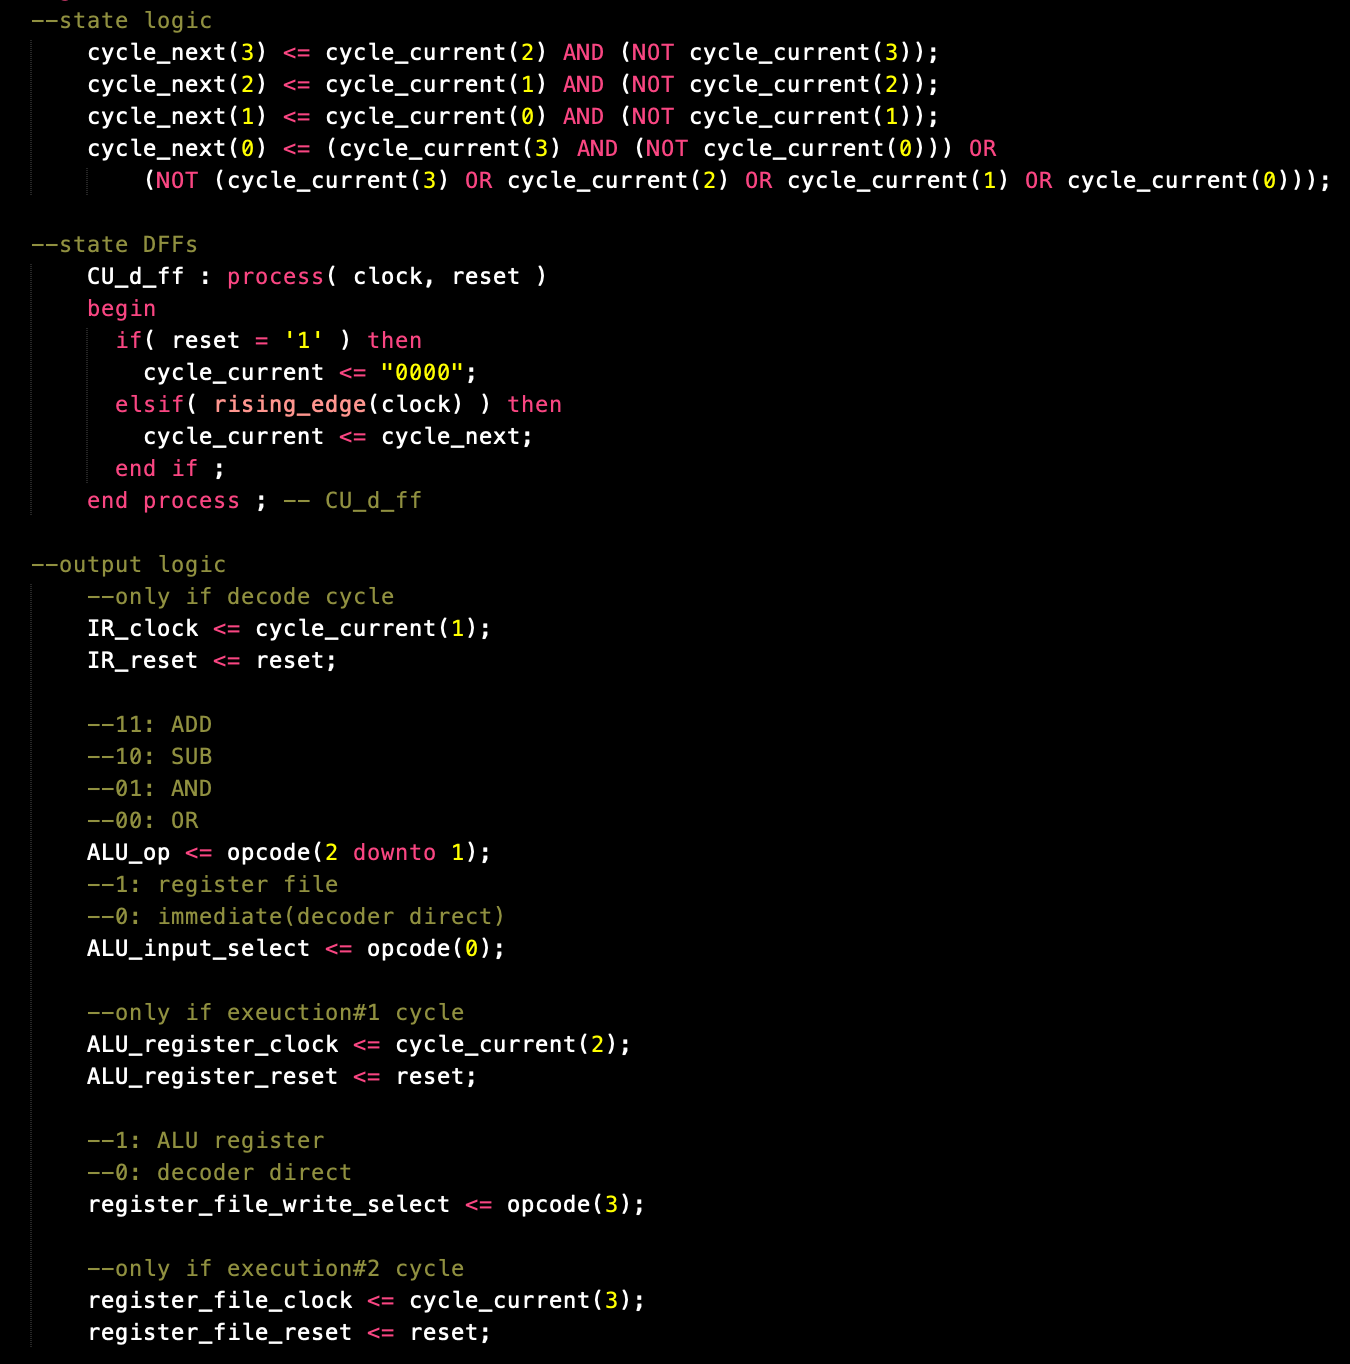 --state logic
cycle_next(3) <= cycle_current(2) AND (NOT cycle_current(3));
cycle_next(2) <= cycle_current(1) AND (NOT cycle_current(2));
cycle_next(1) <= cycle_current(0) AND (NOT cycle_current(1));
cycle_next(0) <= (cycle_current(3) AND (NOT cycle_current(0))) OR
(NOT (cycle_current(3) OR cycle_current(2) OR cycle_current(1) OR cycle_current(0)));
--state DFFs
CU_d_ff : process( clock, reset )
begin
if( reset = '1' ) then
cycle_current <= "0000";
elsif( rising_edge(clock) ) then
cycle_current <= cycle_next;
end if ;
end process ; -- CU_d_ff
--output logic
--only if decode cycle
IR_clock <= cycle_current(1);
IR_reset <= reset;
--11: ADD
--10: SUB
--01: AND
--00: OR
ALU_op <= opcode(2 downto 1);
--1: register file
--0: immediate(decoder direct)
ALU_input_select <= opcode(0);
--only if exeuction#1 cycle
ALU_register_clock <= cycle_current(2);
ALU_register_reset <= reset;
--1: ALU register
--0: decoder direct
register_file_write_select <= opcode(3);
--only if execution#2 cycle
register_file_clock <= cycle_current(3);
register_file_reset <= reset;